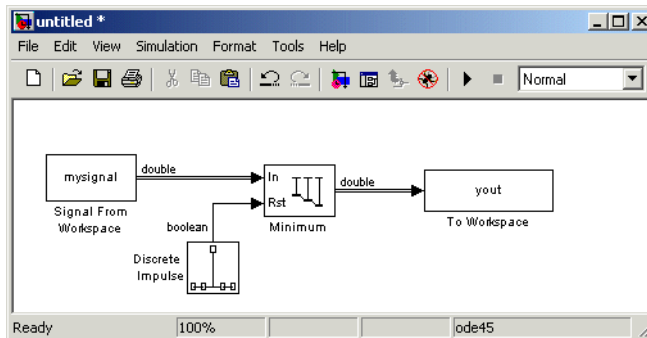 untitled *
File Edit View Simulation Format Tools Help
Normal
mysignal
double
In
double
yout
Rst
Signal From
Workspace
boolean
Minimum
To Workspace
Discrete
Impulse
Ready 100% ode45